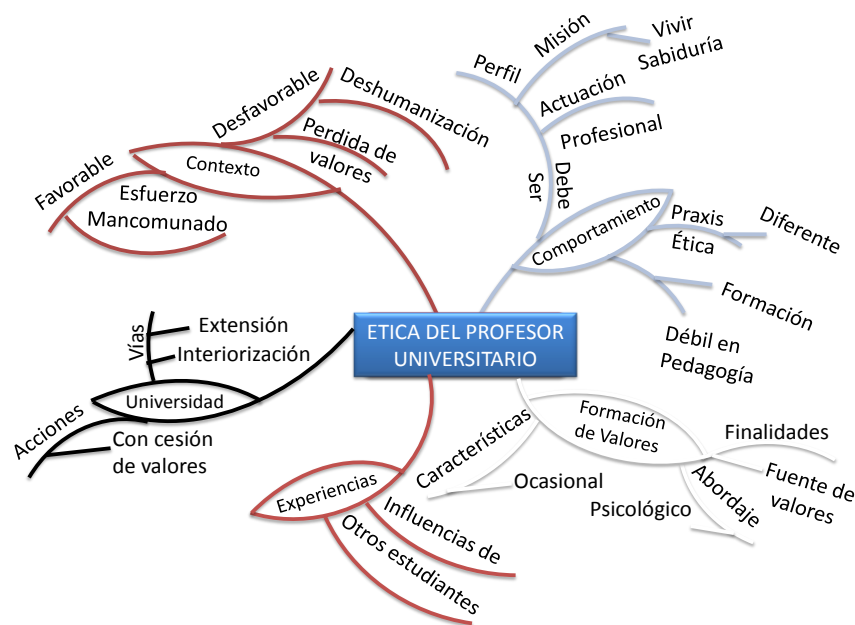 Perfil
Misión
Vivir
Sabiduría
Actuación
Profesional
Debe
Ser
Comportamiento
Praxis
Ética
Diferente
Formación
Débil en
Pedagogía
Desfavorable
Deshumanización
Perdida de
valores
Contexto
Favorable
Esfuerzo
Mancomunado
ETICA DEL PROFESOR
UNIVERSITARIO
Vías
Extensión
Interiorización
Universidad
Acciones
Con cesión
de valores
Experiencias
Influencias de
Otros estudiantes
Formación
de Valores
Características
Ocasional
Finalidades
Fuente de
valores
Abordaje
Psicológico